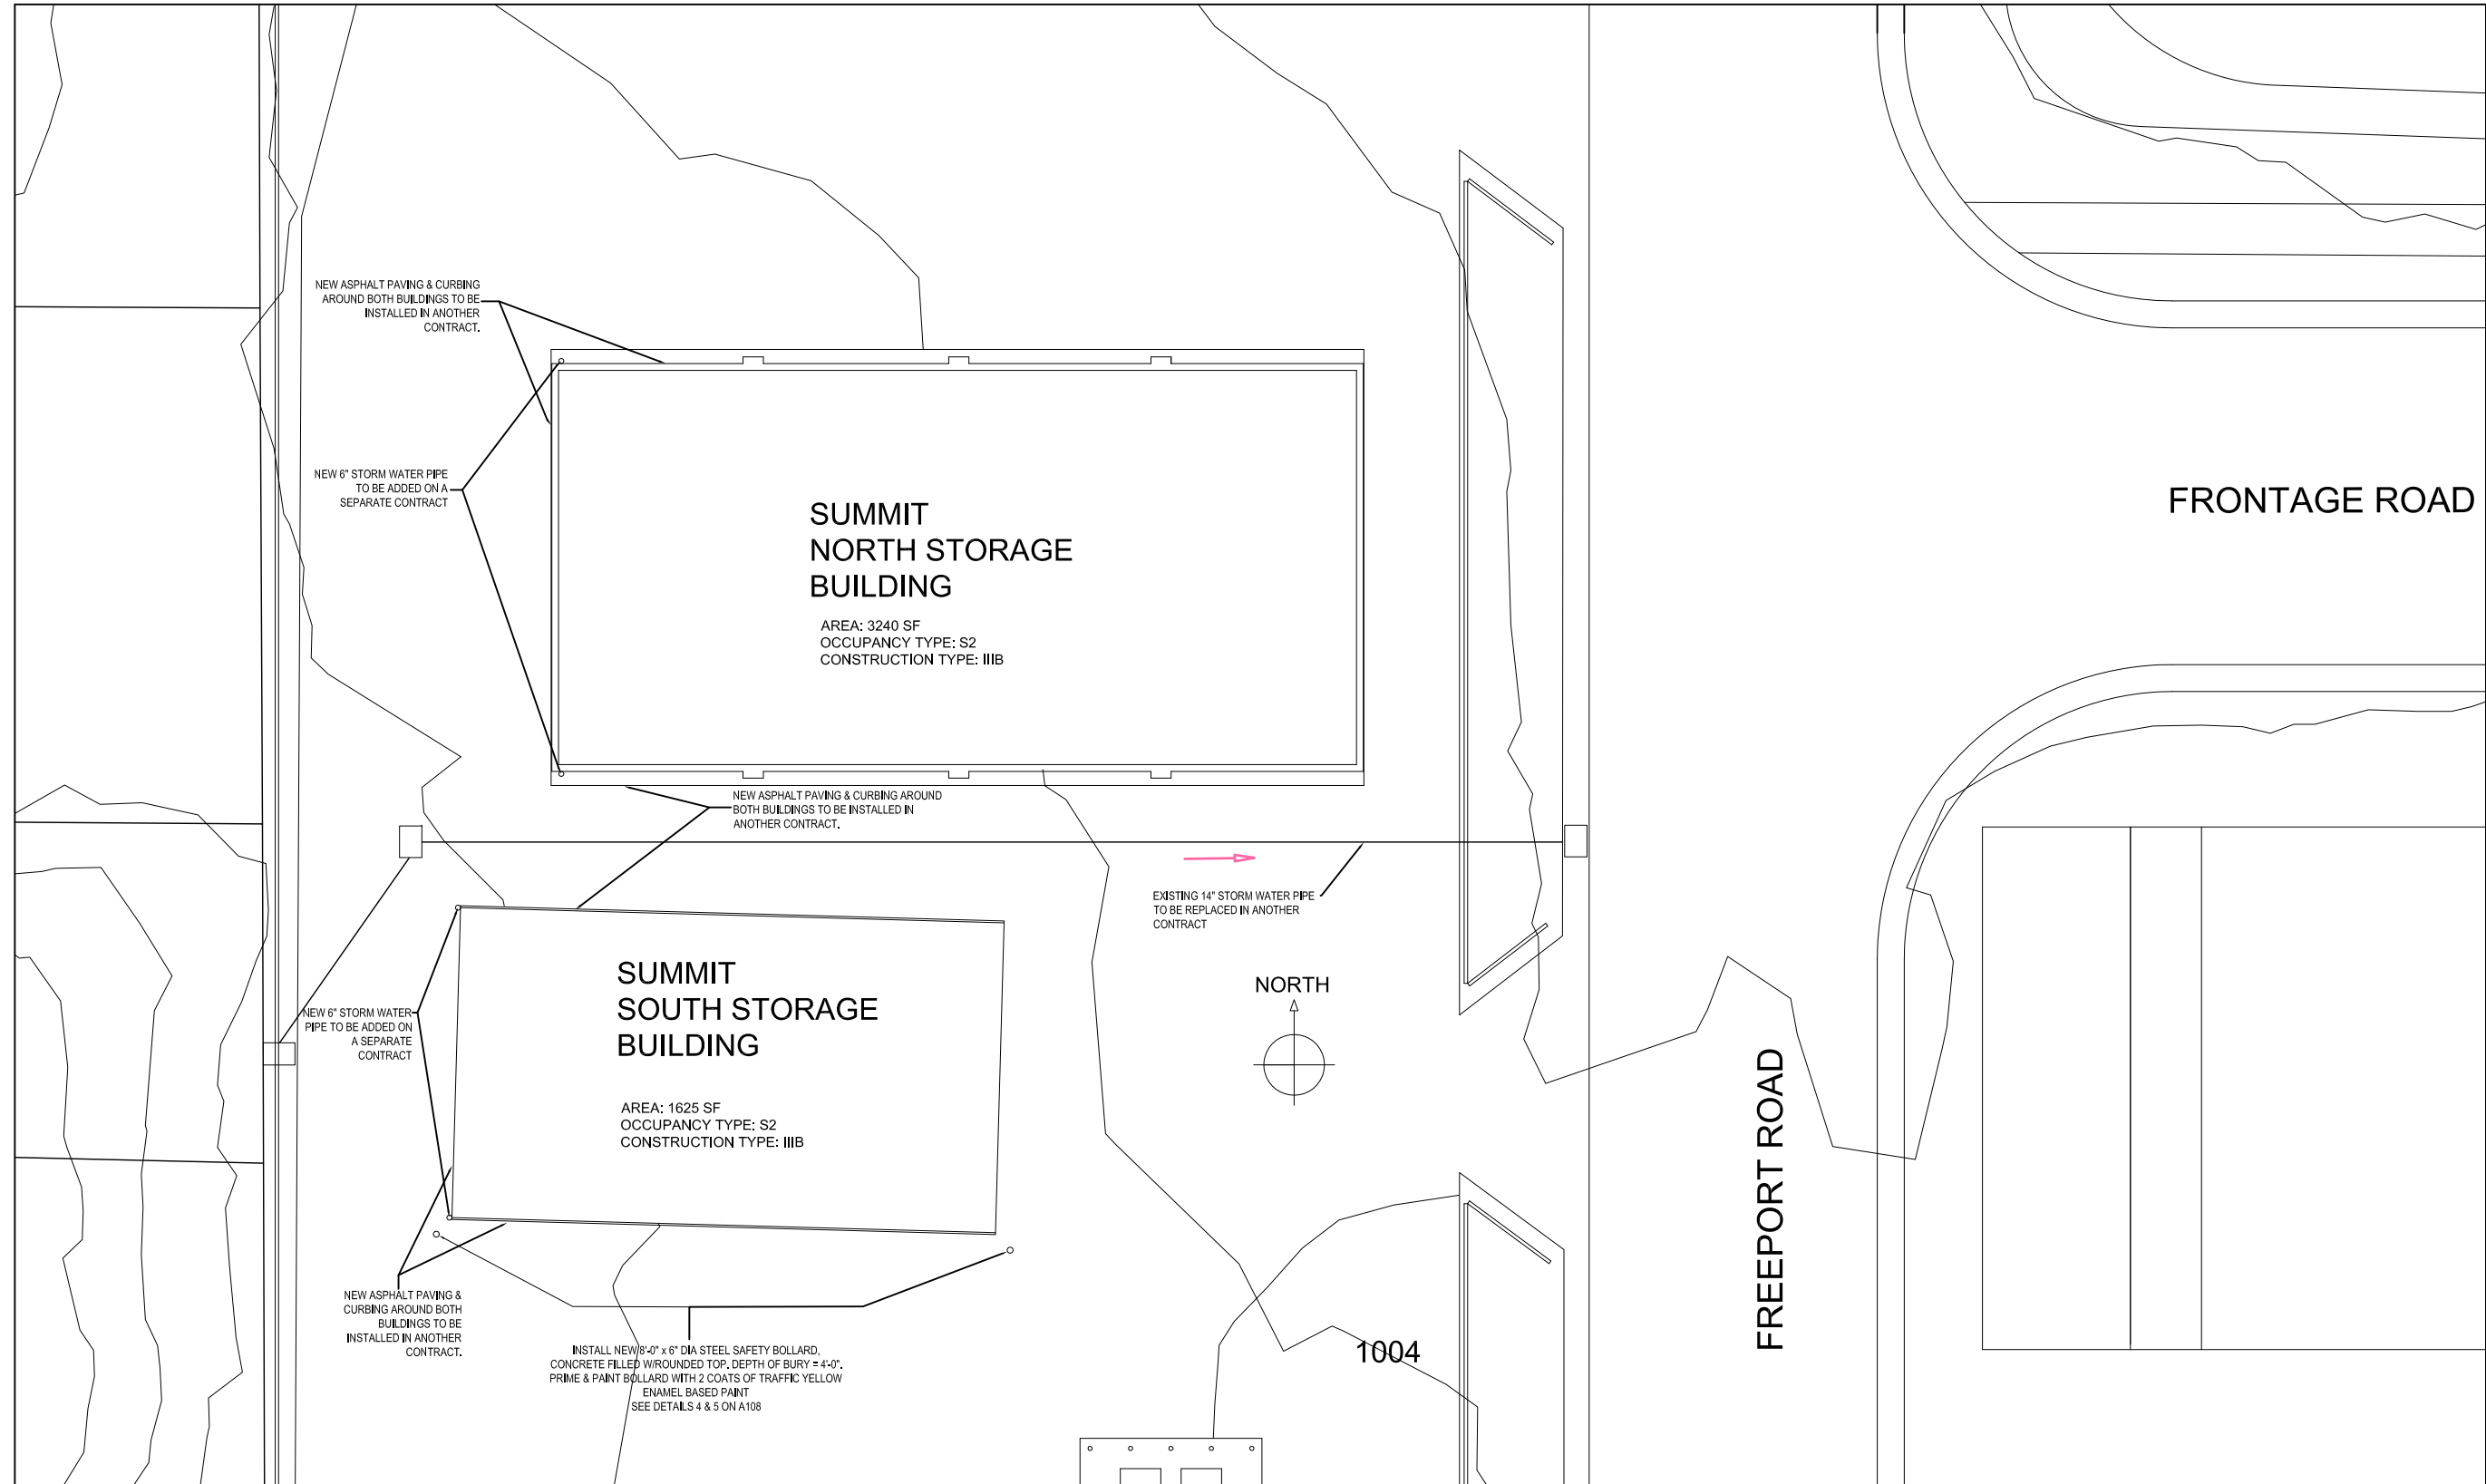 NEW ASPHALT PAVING & CURBING
AROUND BOTH BUILDINGS TO BE
INSTALLED IN ANOTHER
CONTRACT.
NEW 6" STORM WATER PIPE
TO BE ADDED ON A
SEPARATE CONTRACT
SUMMIT
NORTH STORAGE
BUILDING
AREA: 3240 SF
OCCUPANCY TYPE: S2
CONSTRUCTION TYPE: IIIB
FRONTAGE ROAD
NEW ASPHALT PAVING & CURBING AROUND
BOTH BUILDINGS TO BE INSTALLED IN
ANOTHER CONTRACT.
EXISTING 14" STORM WATER PIPE
TO BE REPLACED IN ANOTHER
CONTRACT
NORTH
SUMMIT
SOUTH STORAGE
BUILDING
AREA: 1625 SF
OCCUPANCY TYPE: S2
CONSTRUCTION TYPE: IIIB
NEW 6" STORM WATER
PIPE TO BE ADDED ON
A SEPARATE
CONTRACT
FREEPORT ROAD
NEW ASPHALT PAVING &
CURBING AROUND BOTH
BUILDINGS TO BE
INSTALLED IN ANOTHER
CONTRACT.
INSTALL NEW 8'-0" x 6" DIA STEEL SAFETY BOLLARD,
CONCRETE FILLED W/ROUNDED TOP. DEPTH OF BURY = 4'-0".
PRIME & PAINT BOLLARD WITH 2 COATS OF TRAFFIC YELLOW
ENAMEL BASED PAINT
SEE DETAILS 4 & 5 ON A108
1004